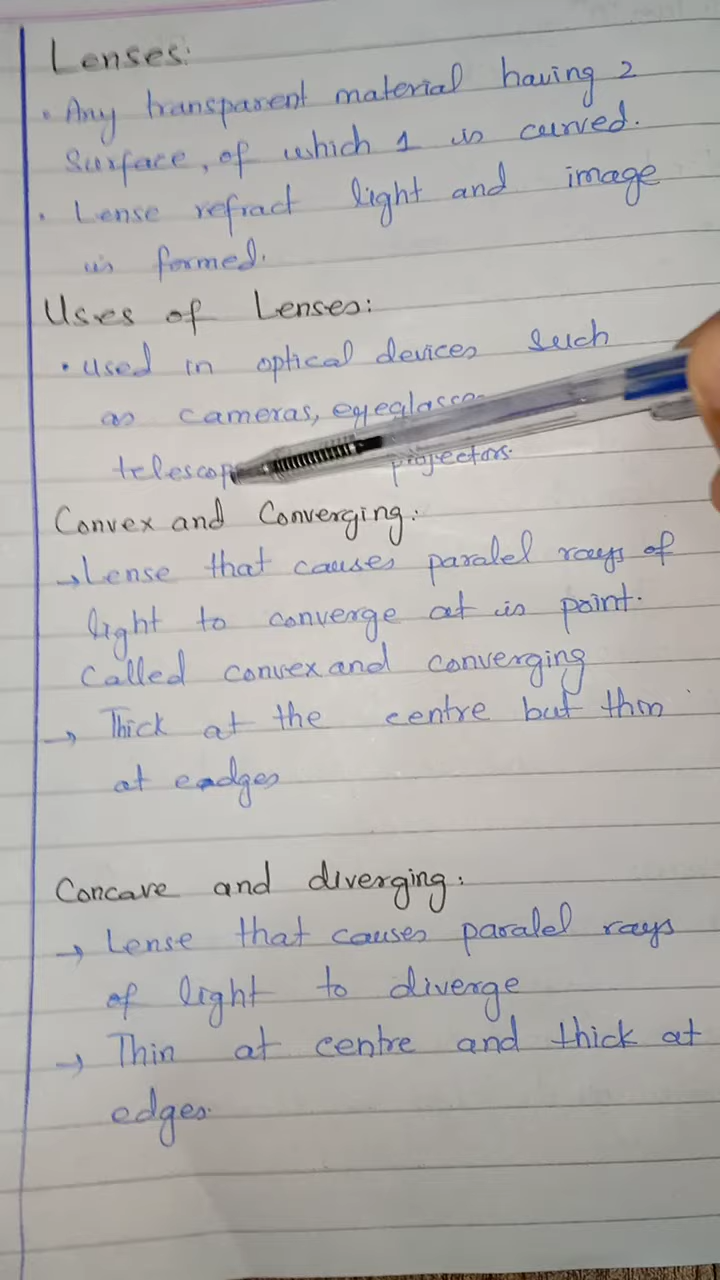 Lenses:
• Any transparent material having 2
Surface, of which 1 is curved.
• Lense refract light and image
is formed.
Uses of Lenses:
• Used in optical devices such
as cameras,
projectors.
Convex and Converging:
→ Lense that causes paralel rays of
light to converge at is point.
Called convex and converging
→ Thick at the centre but thin
at eadges
Concave and diverging:
→ Lense that causes paralel rays
of light to diverge
→ Thin at centre and thick at
edges.